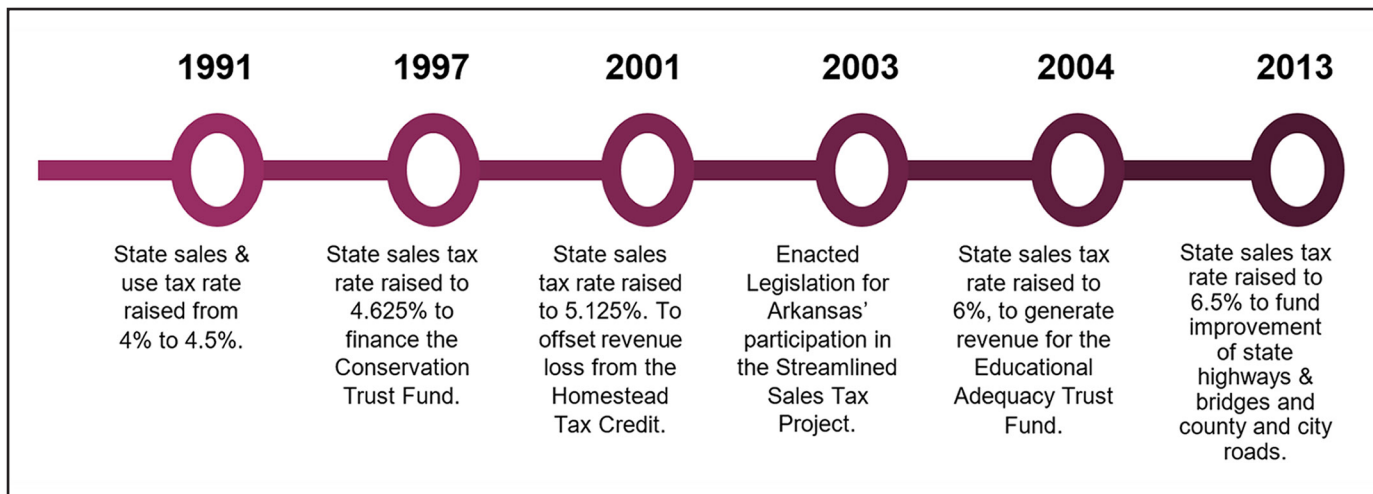 1991
State sales &
use tax rate
raised from
4% to 4.5%.
1997
State sales tax
rate raised to
4.625% to
finance the
Conservation
Trust Fund.
2001
State sales
tax rate raised
to 5.125%. To
offset revenue
loss from the
Homestead
Tax Credit.
2003
Enacted
Legislation for
Arkansas’
participation in
the Streamlined
Sales Tax
Project.
2004
State sales tax
rate raised to
6%, to generate
revenue for the
Educational
Adequacy Trust
Fund.
2013
State sales tax
rate raised to
6.5% to fund
improvement
of state
highways &
bridges and
county and city
roads.